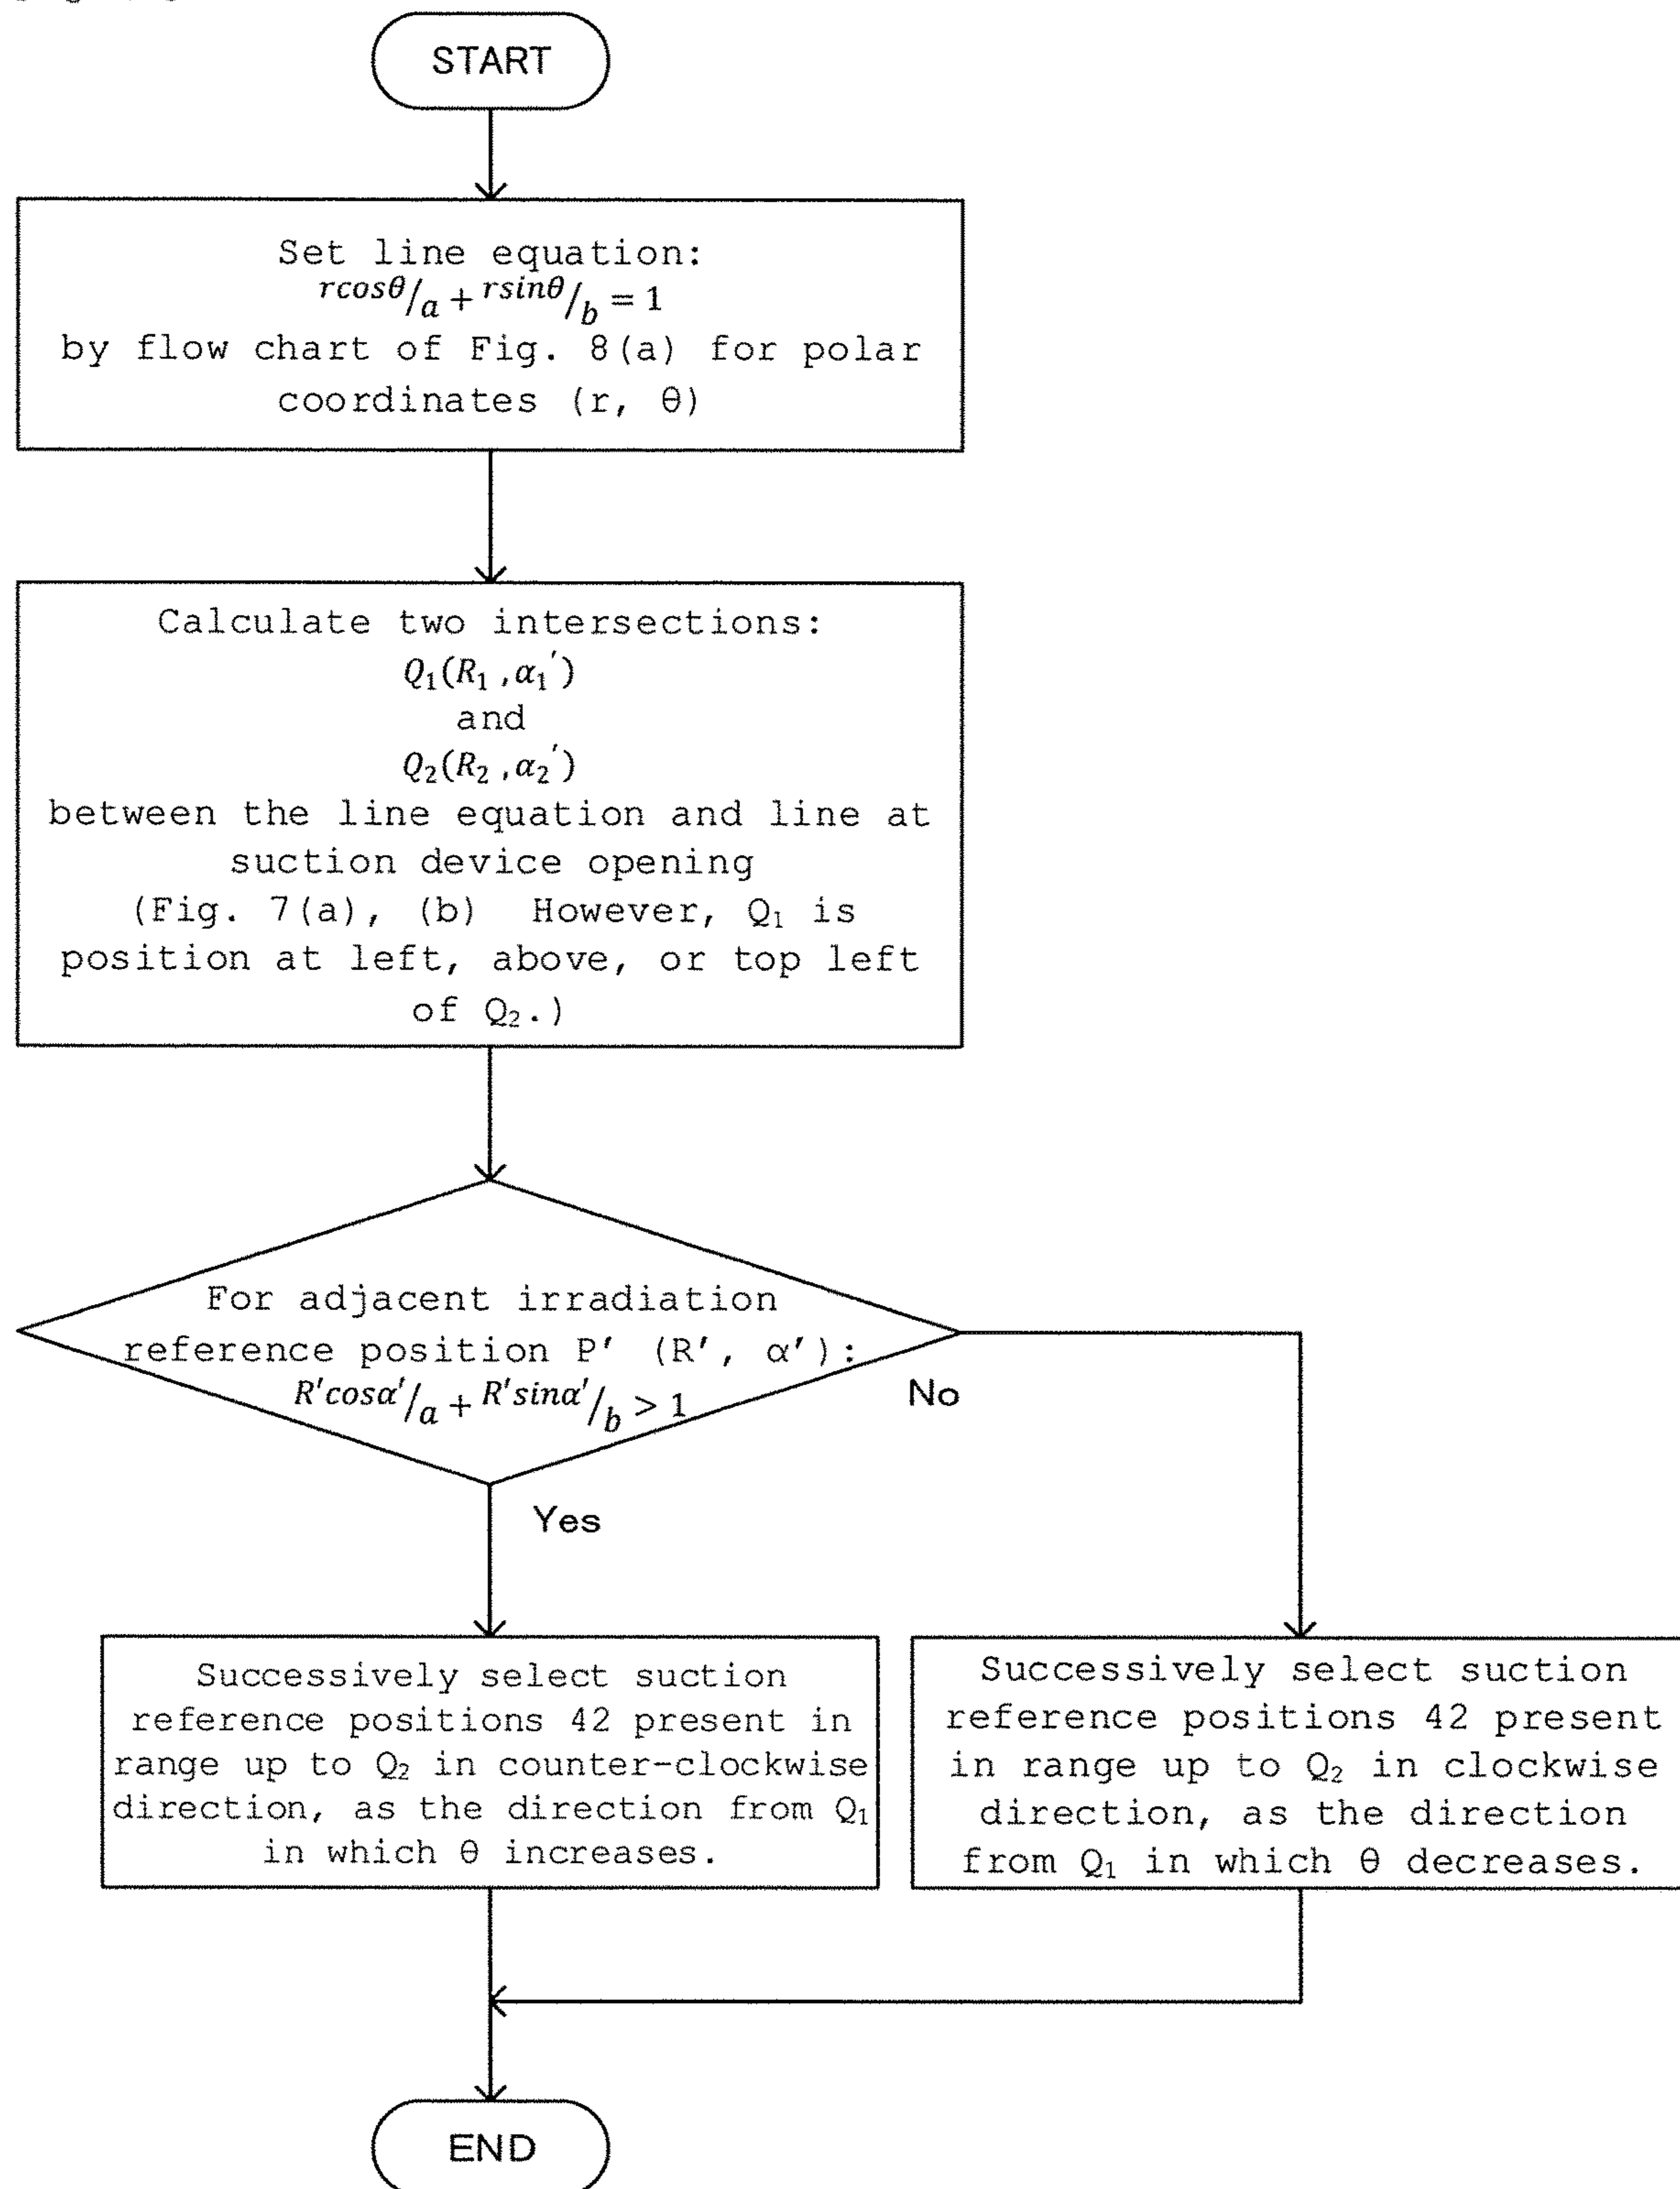 START
Set line equation:
rcosθ/a + rsinθ/b = 1
by flow chart of Fig. 8(a) for polar
coordinates (r, θ)
Calculate two intersections:
Q₁(R₁ ,α₁′)
and
Q₂(R₂ ,α₂′)
between the line equation and line at
suction device opening
(Fig. 7(a), (b) However, Q₁ is
position at left, above, or top left
of Q₂.)
For adjacent irradiation
reference position P′ (R′, α′):
R′cosα′/a + R′sinα′/b > 1
No
Yes
Successively select suction
reference positions 42 present in
range up to Q₂ in counter-clockwise
direction, as the direction from Q₁
in which θ increases.
Successively select suction
reference positions 42 present
in range up to Q₂ in clockwise
direction, as the direction
from Q₁ in which θ decreases.
END